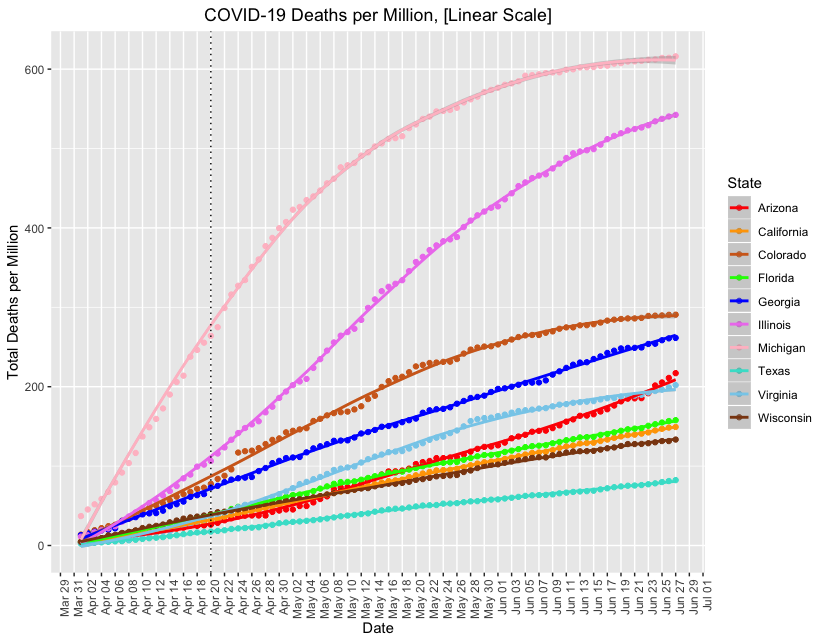 COVID-19 Deaths per Million, [Linear Scale]
Total Deaths per Million
600
400
200
0
Mar 29
Mar 31
Apr 02
Apr 04
Apr 06
Apr 08
Apr 10
Apr 12
Apr 14
Apr 16
Apr 18
Apr 20
Apr 22
Apr 24
Apr 26
Apr 28
Apr 30
May 02
May 04
May 06
May 08
May 10
May 12
May 14
May 16
May 18
May 20
May 22
May 24
May 26
May 28
May 30
Jun 01
Jun 03
Jun 05
Jun 07
Jun 09
Jun 11
Jun 13
Jun 15
Jun 17
Jun 19
Jun 21
Jun 23
Jun 25
Jun 27
Jun 29
Jul 01
Date
State
Arizona
California
Colorado
Florida
Georgia
Illinois
Michigan
Texas
Virginia
Wisconsin